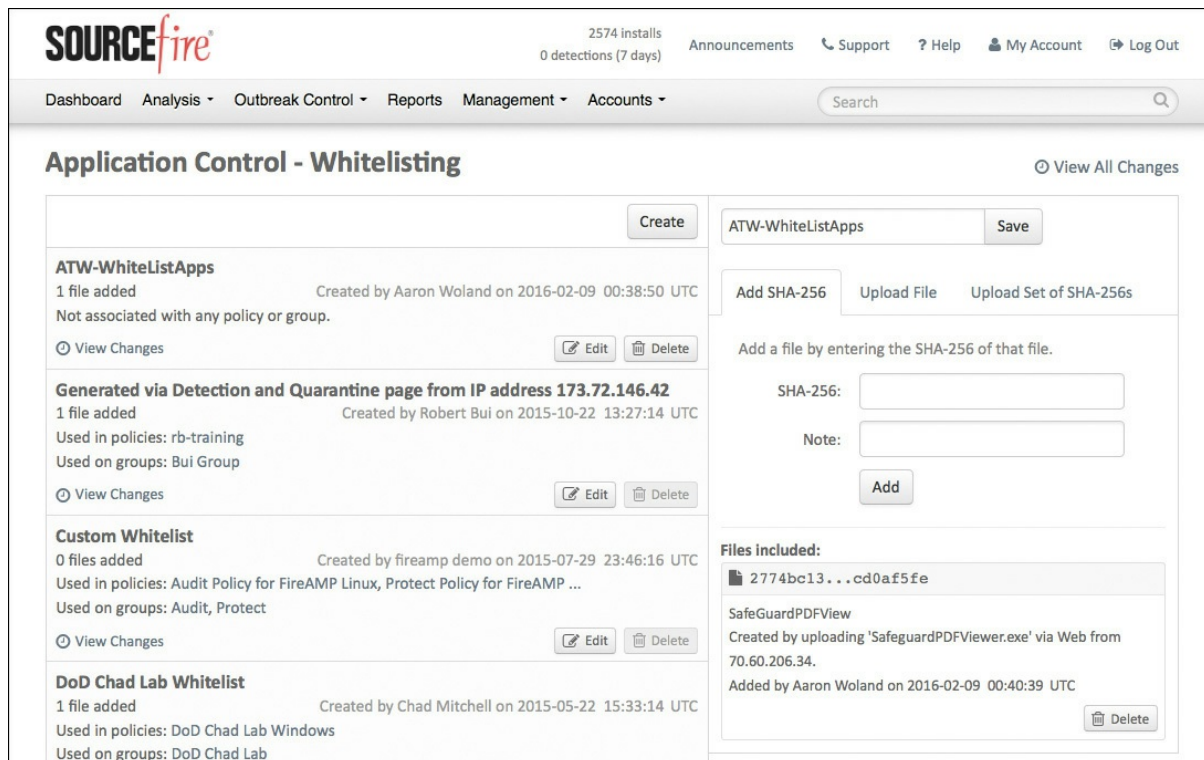 SOURCEfire®
2574 installs
0 detections (7 days)
Announcements
Support
? Help
My Account
Log Out
Dashboard
Analysis
Outbreak Control
Reports
Management
Accounts
Search
Application Control - Whitelisting
View All Changes
Create
ATW-WhiteListApps
1 file added
Created by Aaron Woland on 2016-02-09 00:38:50 UTC
Not associated with any policy or group.
View Changes
Edit
Delete
Generated via Detection and Quarantine page from IP address 173.72.146.42
1 file added
Created by Robert Bui on 2015-10-22 13:27:14 UTC
Used in policies: rb-training
Used on groups: Bui Group
View Changes
Edit
Delete
Custom Whitelist
0 files added
Created by fireamp demo on 2015-07-29 23:46:16 UTC
Used in policies: Audit Policy for FireAMP Linux, Protect Policy for FireAMP ...
Used on groups: Audit, Protect
View Changes
Edit
Delete
DoD Chad Lab Whitelist
1 file added
Created by Chad Mitchell on 2015-05-22 15:33:14 UTC
Used in policies: DoD Chad Lab Windows
Used on groups: DoD Chad Lab
ATW-WhiteListApps
Save
Add SHA-256
Upload File
Upload Set of SHA-256s
Add a file by entering the SHA-256 of that file.
SHA-256:
Note:
Add
Files included:
2774bc13...cd0af5fe
SafeGuardPDFView
Created by uploading 'SafeguardPDFViewer.exe' via Web from
70.60.206.34.
Added by Aaron Woland on 2016-02-09 00:40:39 UTC
Delete